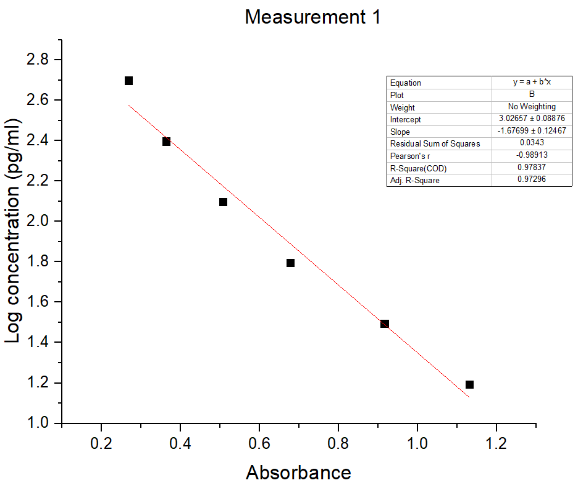 Measurement 1
2.8
2.6
2.4
2.2
2.0
1.8
1.6
1.4
1.2
1.0
Log concentration (pg/ml)
Equation y = a + b*x
Plot B
Weight No Weighting
Intercept 3.02657 ± 0.08876
Slope -1.67699 ± 0.12467
Residual Sum of Squares 0.0343
Pearson's r -0.98913
R-Square(COD) 0.97837
Adj. R-Square 0.97296
0.2 0.4 0.6 0.8 1.0 1.2
Absorbance